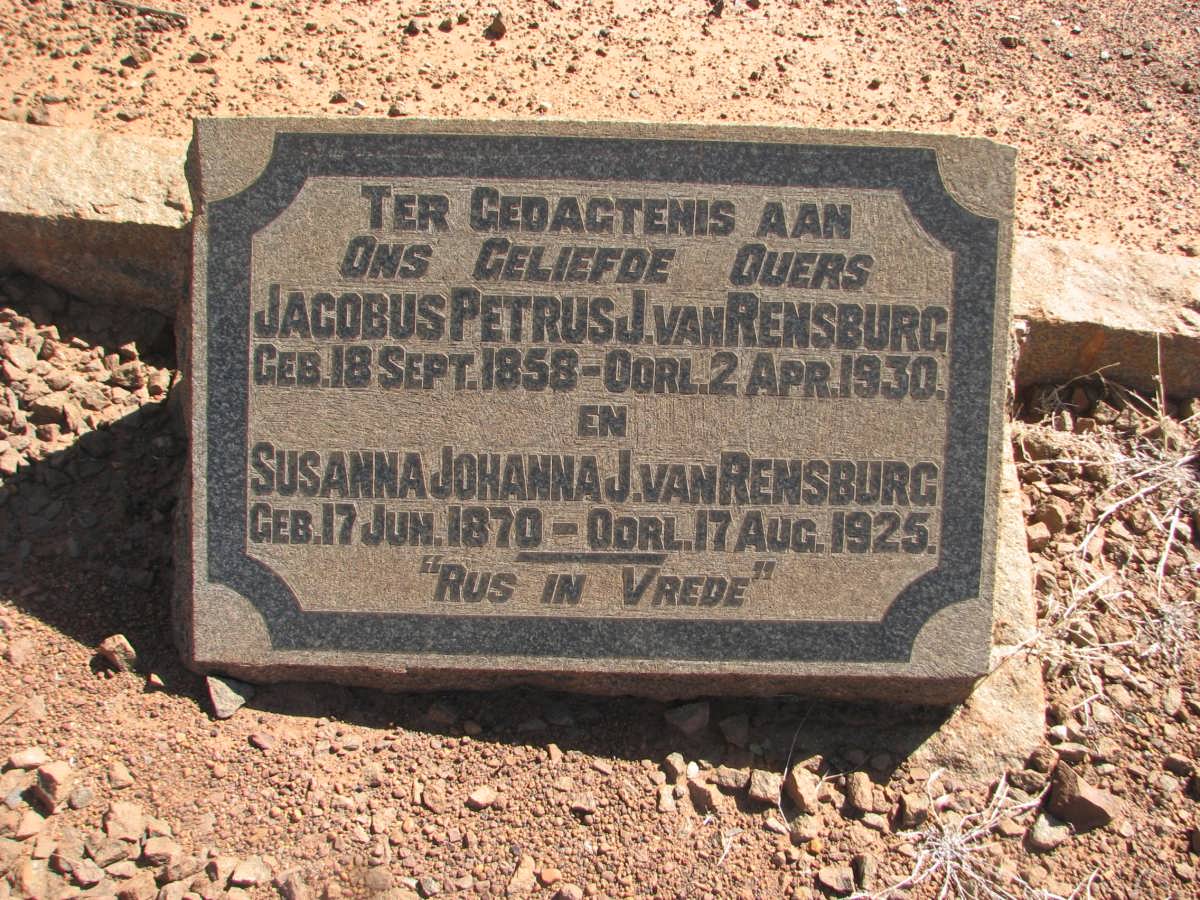 TER GEDAGTENIS AAN
ONS GELIEFDE OUERS
JACOBUS PETRUS J. VAN RENSBURG
GEB. 18 SEPT. 1858 - OORL. 2 APR. 1930.
EN
SUSANNA JOHANNA J. VAN RENSBURG
GEB. 17 JUN. 1870 - OORL. 17 AUG. 1925.
"RUS IN VREDE"